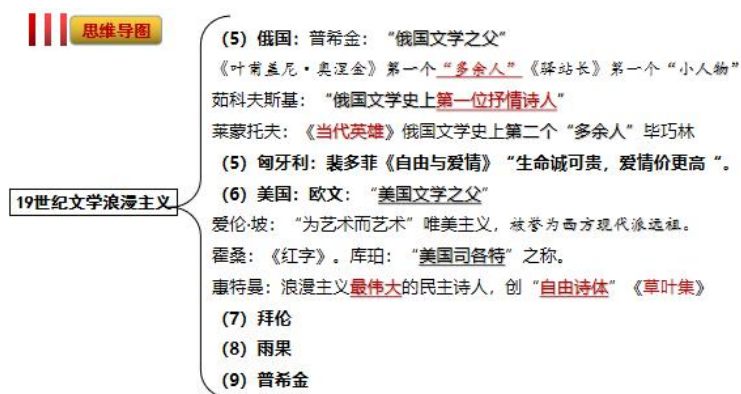 思维导图
(5) 俄国：普希金：“俄国文学之父”
《叶甫盖尼·奥涅金》第一个“多余人”《驿站长》第一个“小人物”
茹科夫斯基：“俄国文学史上第一位抒情诗人”
莱蒙托夫：《当代英雄》俄国文学史上第二个“多余人”毕巧林
(5) 匈牙利：裴多菲《自由与爱情》“生命诚可贵，爱情价更高“。
19世纪文学浪漫主义
(6) 美国：欧文：“美国文学之父”
爱伦·坡：“为艺术而艺术”唯美主义，被誉为西方现代派远祖。
霍桑：《红字》。库珀：“美国司各特”之称。
惠特曼：浪漫主义最伟大的民主诗人，创“自由诗体”《草叶集》
(7) 拜伦
(8) 雨果
(9) 普希金